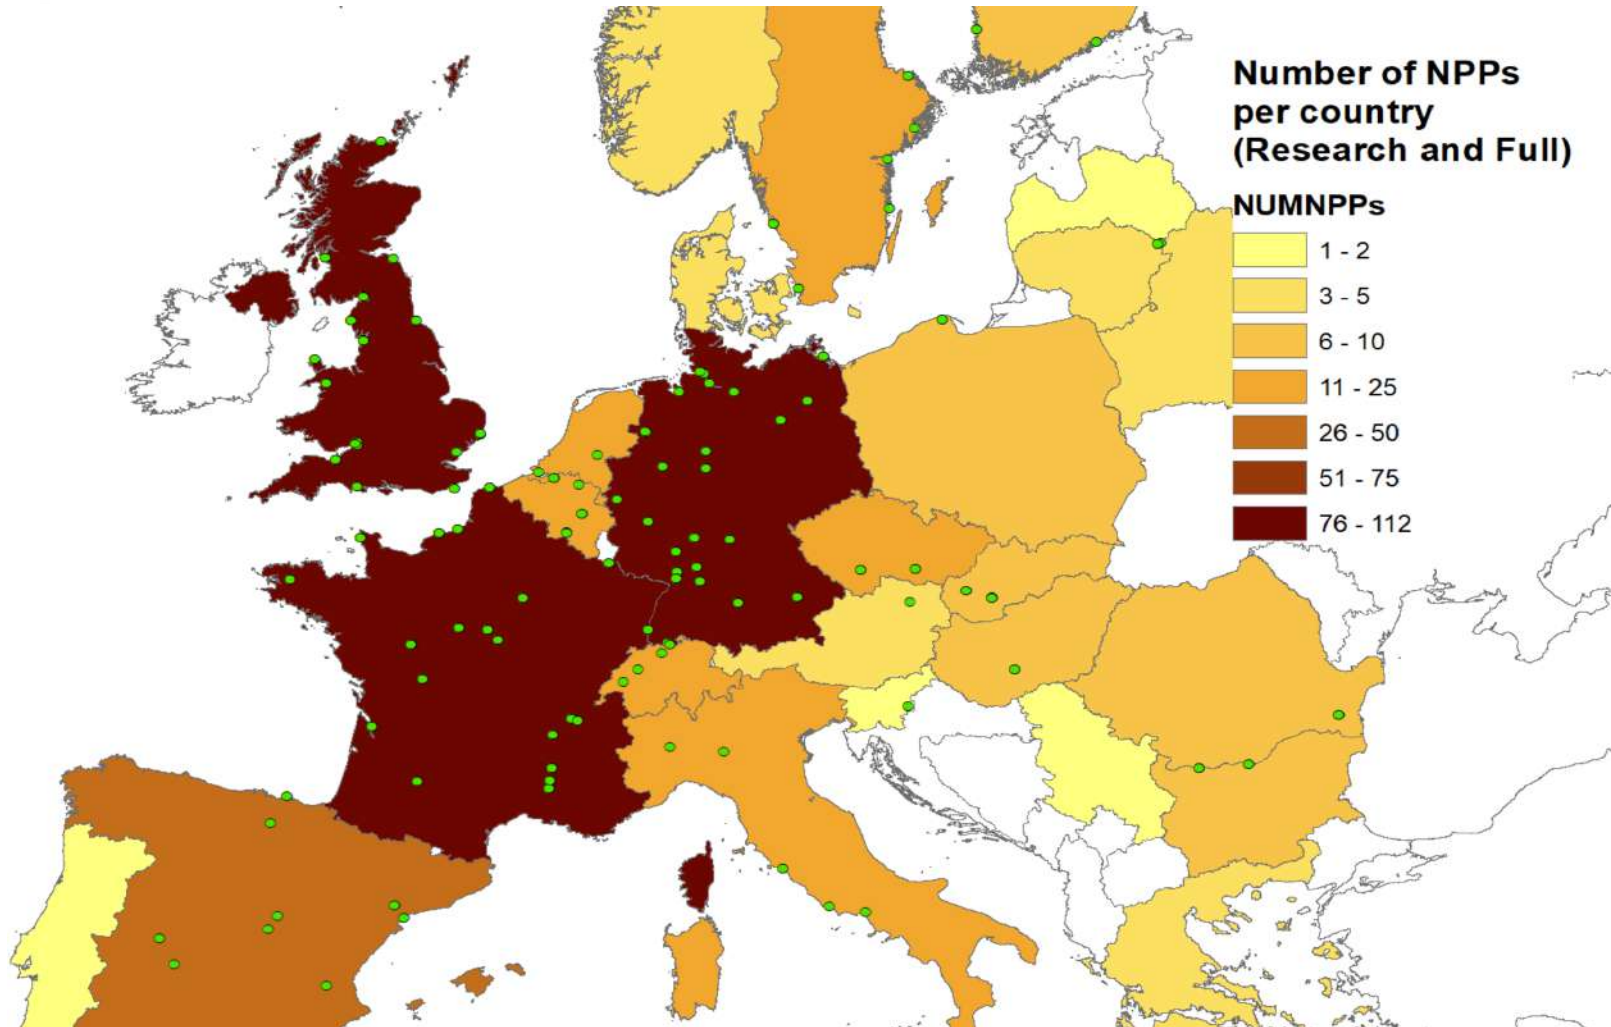 Number of NPPs
per country
(Research and Full)
NUMNPPs
1 - 2
3 - 5
6 - 10
11 - 25
26 - 50
51 - 75
76 - 112